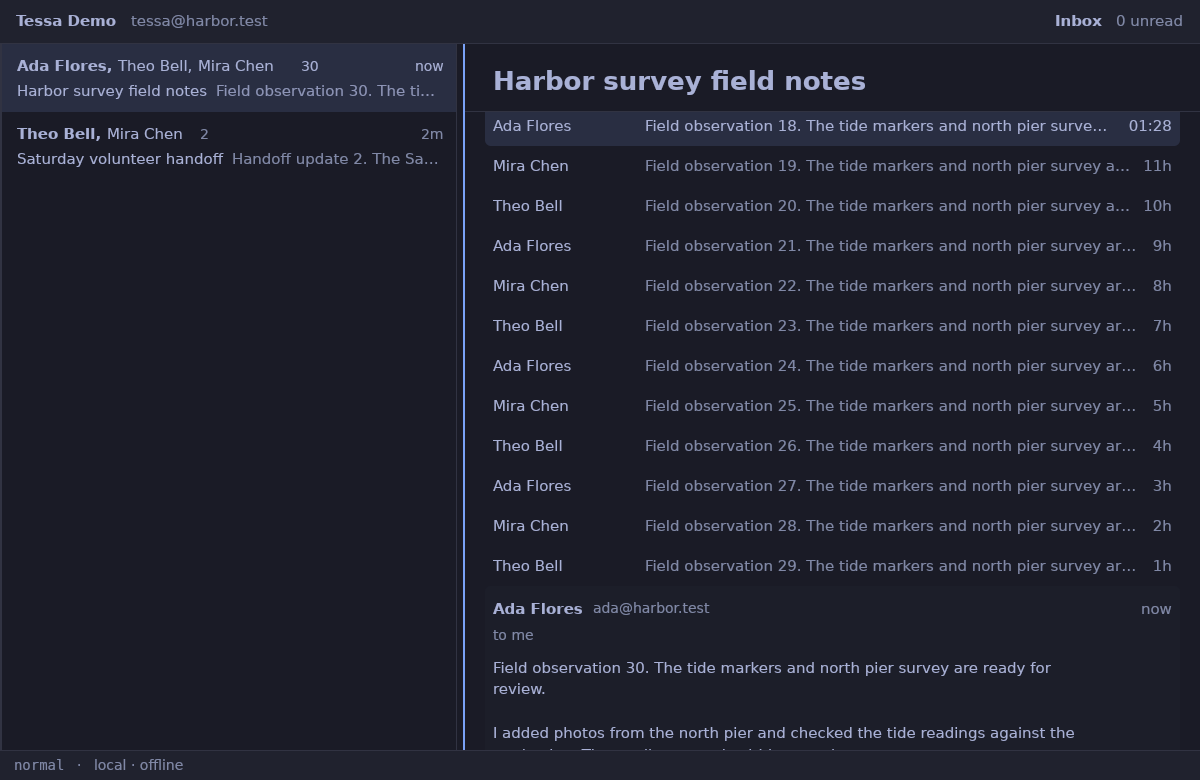 Tessa Demo tessa@harbor.test Inbox 0 unread
Ada Flores, Theo Bell, Mira Chen 30 now
Harbor survey field notes Field observation 30. The ti…
Theo Bell, Mira Chen 2 2m
Saturday volunteer handoff Handoff update 2. The Sa…
Harbor survey field notes
Ada Flores Field observation 18. The tide markers and north pier surve… 01:28
Mira Chen Field observation 19. The tide markers and north pier survey a… 11h
Theo Bell Field observation 20. The tide markers and north pier survey a… 10h
Ada Flores Field observation 21. The tide markers and north pier survey ar… 9h
Mira Chen Field observation 22. The tide markers and north pier survey ar… 8h
Theo Bell Field observation 23. The tide markers and north pier survey ar… 7h
Ada Flores Field observation 24. The tide markers and north pier survey ar… 6h
Mira Chen Field observation 25. The tide markers and north pier survey ar… 5h
Theo Bell Field observation 26. The tide markers and north pier survey ar… 4h
Ada Flores Field observation 27. The tide markers and north pier survey ar… 3h
Mira Chen Field observation 28. The tide markers and north pier survey ar… 2h
Theo Bell Field observation 29. The tide markers and north pier survey ar… 1h
Ada Flores ada@harbor.test now
to me
Field observation 30. The tide markers and north pier survey are ready for
review.
I added photos from the north pier and checked the tide readings against the
normal · local · offline